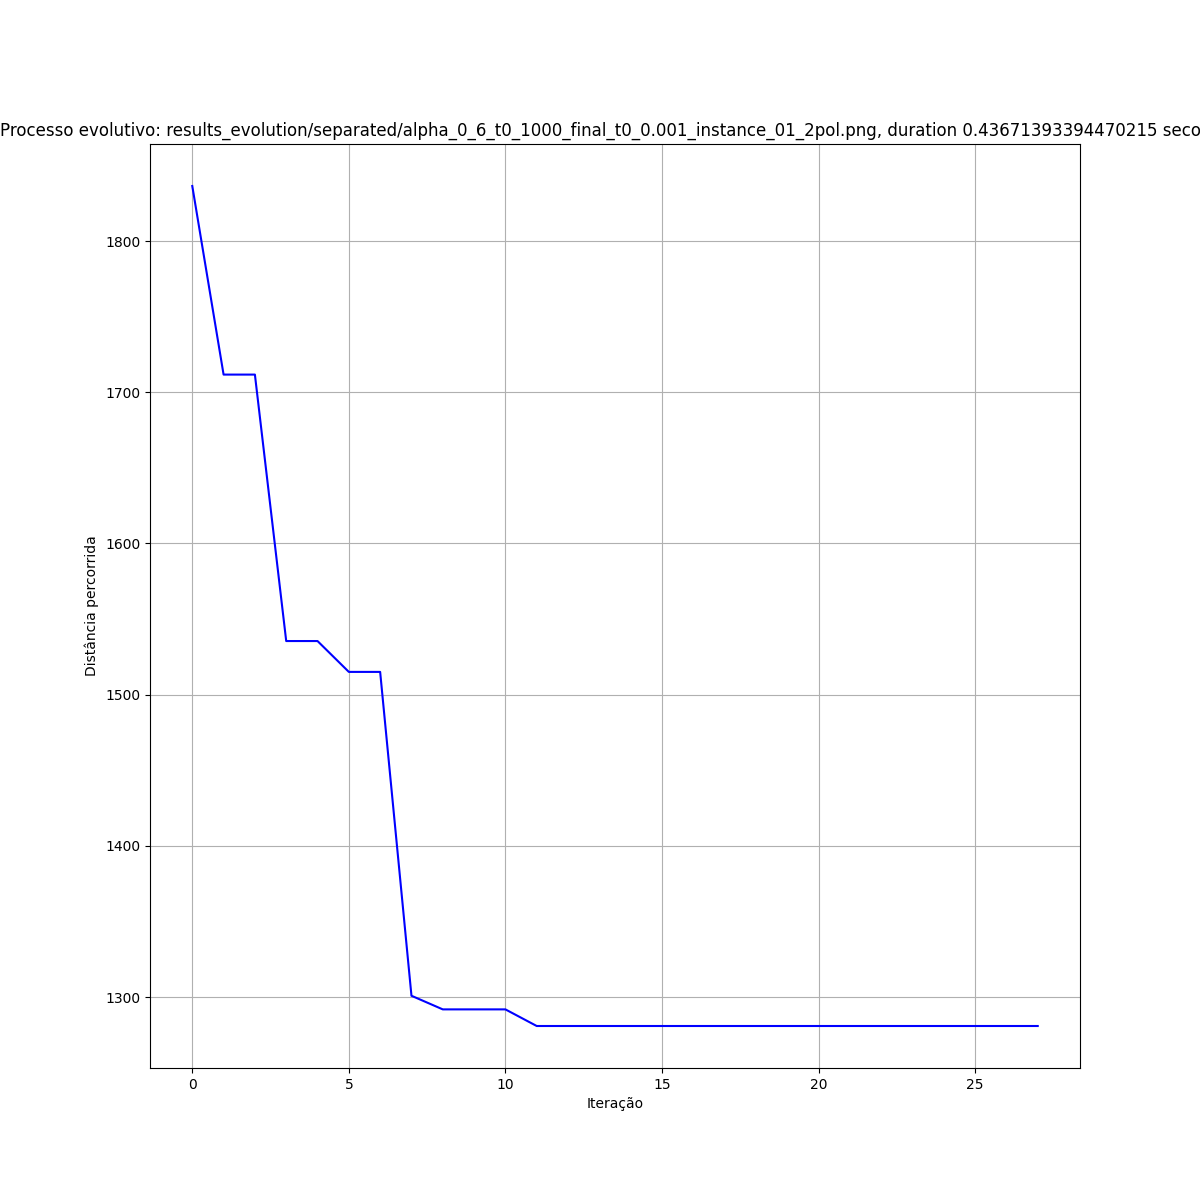 Processo evolutivo: results_evolution/separated/alpha_0_6_t0_1000_final_t0_0.001_instance_01_2pol.png, duration 0.43671393394470215 seco
1800
1700
1600
1500
1400
1300
Distância percorrida
0 5 10 15 20 25
Iteração